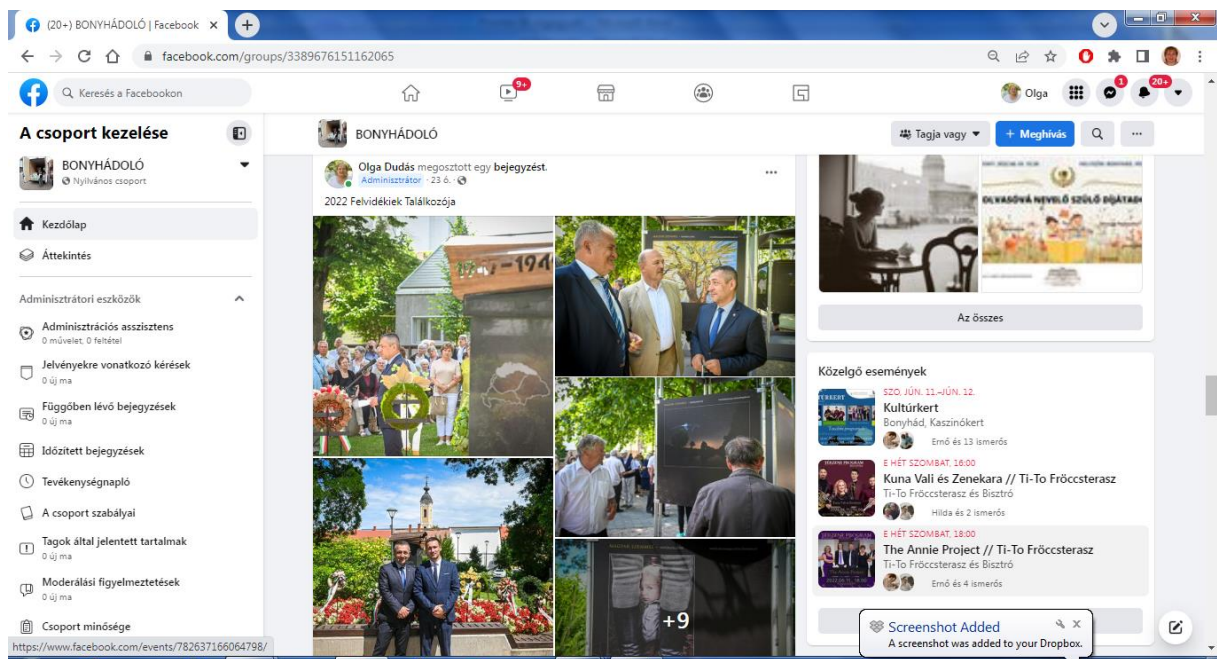 (20+) BONYHÁDOLÓ | Facebook
facebook.com/groups/3389676151162065
Keresés a Facebookon
9+
Olga
1
20+
A csoport kezelése
BONYHÁDOLÓ
Nyilvános csoport
Kezdőlap
Áttekintés
Adminisztrátori eszközök
Adminisztrációs asszisztens
0 művelet, 0 feltétel
Jelvényekre vonatkozó kérések
0 új ma
Függőben lévő bejegyzések
0 új ma
Időzített bejegyzések
Tevékenységnapló
A csoport szabályai
Tagok által jelentett tartalmak
0 új ma
Moderálási figyelmeztetések
0 új ma
Csoport minősége
https://www.facebook.com/events/782637166064798/
BONYHÁDOLÓ
Tagja vagy
+ Meghívás
Olga Dudás megosztott egy bejegyzést.
Adminisztrátor · 23 ó. ·
2022 Felvidékiek Találkozója
+9
OLVASÓVÁ NEVELŐ SZÜLŐ DÍJÁTAD
Az összes
Közelgő események
SZO, JÚN. 11.–JÚN. 12.
Kultúrkert
Bonyhád, Kaszinókert
Ernő és 13 ismerős
E HÉT SZOMBAT, 16:00
Kuna Vali és Zenekara // Ti-To Fröccsterasz
Ti-To Fröccsterasz és Bisztró
Hilda és 2 ismerős
E HÉT SZOMBAT, 18:00
The Annie Project // Ti-To Fröccsterasz
Ti-To Fröccsterasz és Bisztró
Ernő és 4 ismerős
Screenshot Added
A screenshot was added to your Dropbox.